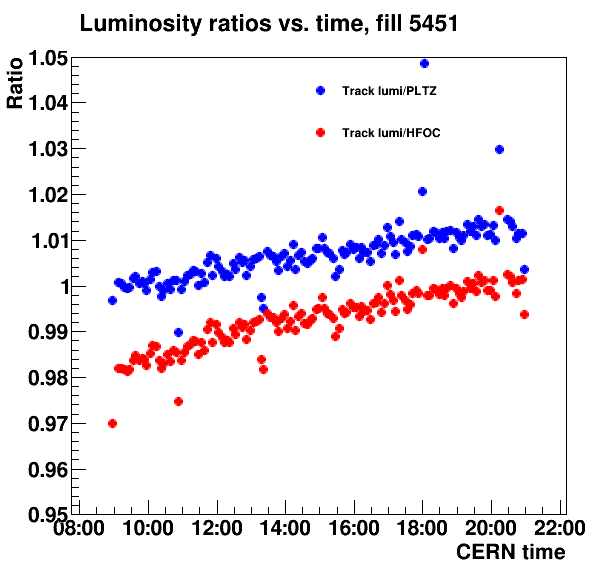 Luminosity ratios vs. time, fill 5451
Ratio
1.05
1.04
1.03
1.02
1.01
1
0.99
0.98
0.97
0.96
0.95
Track lumi/PLTZ
Track lumi/HFOC
08:00 10:00 12:00 14:00 16:00 18:00 20:00 22:00
CERN time